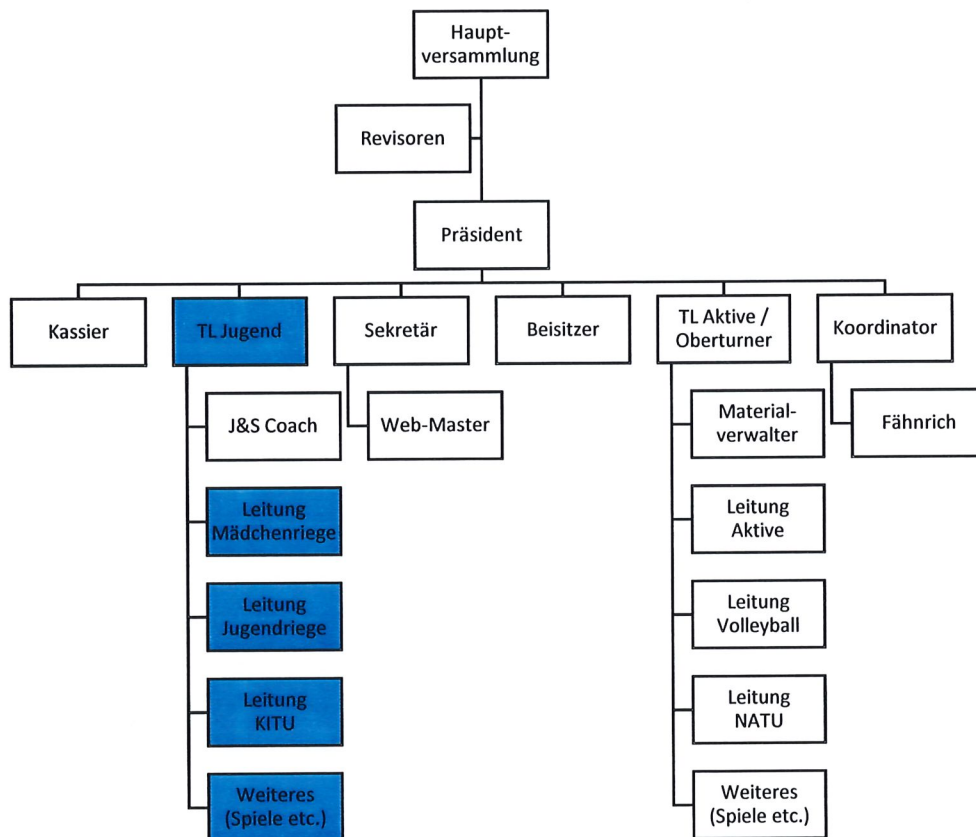 Haupt-
versammlung
Revisoren
Präsident
Kassier
TL Jugend
Sekretär
Beisitzer
TL Aktive /
Oberturner
Koordinator
J&S Coach
Web-Master
Material-
verwalter
Fähnrich
Leitung
Mädchenriege
Leitung
Aktive
Leitung
Jugendriege
Leitung
Volleyball
Leitung
KITU
Leitung
NATU
Weiteres
(Spiele etc.)
Weiteres
(Spiele etc.)